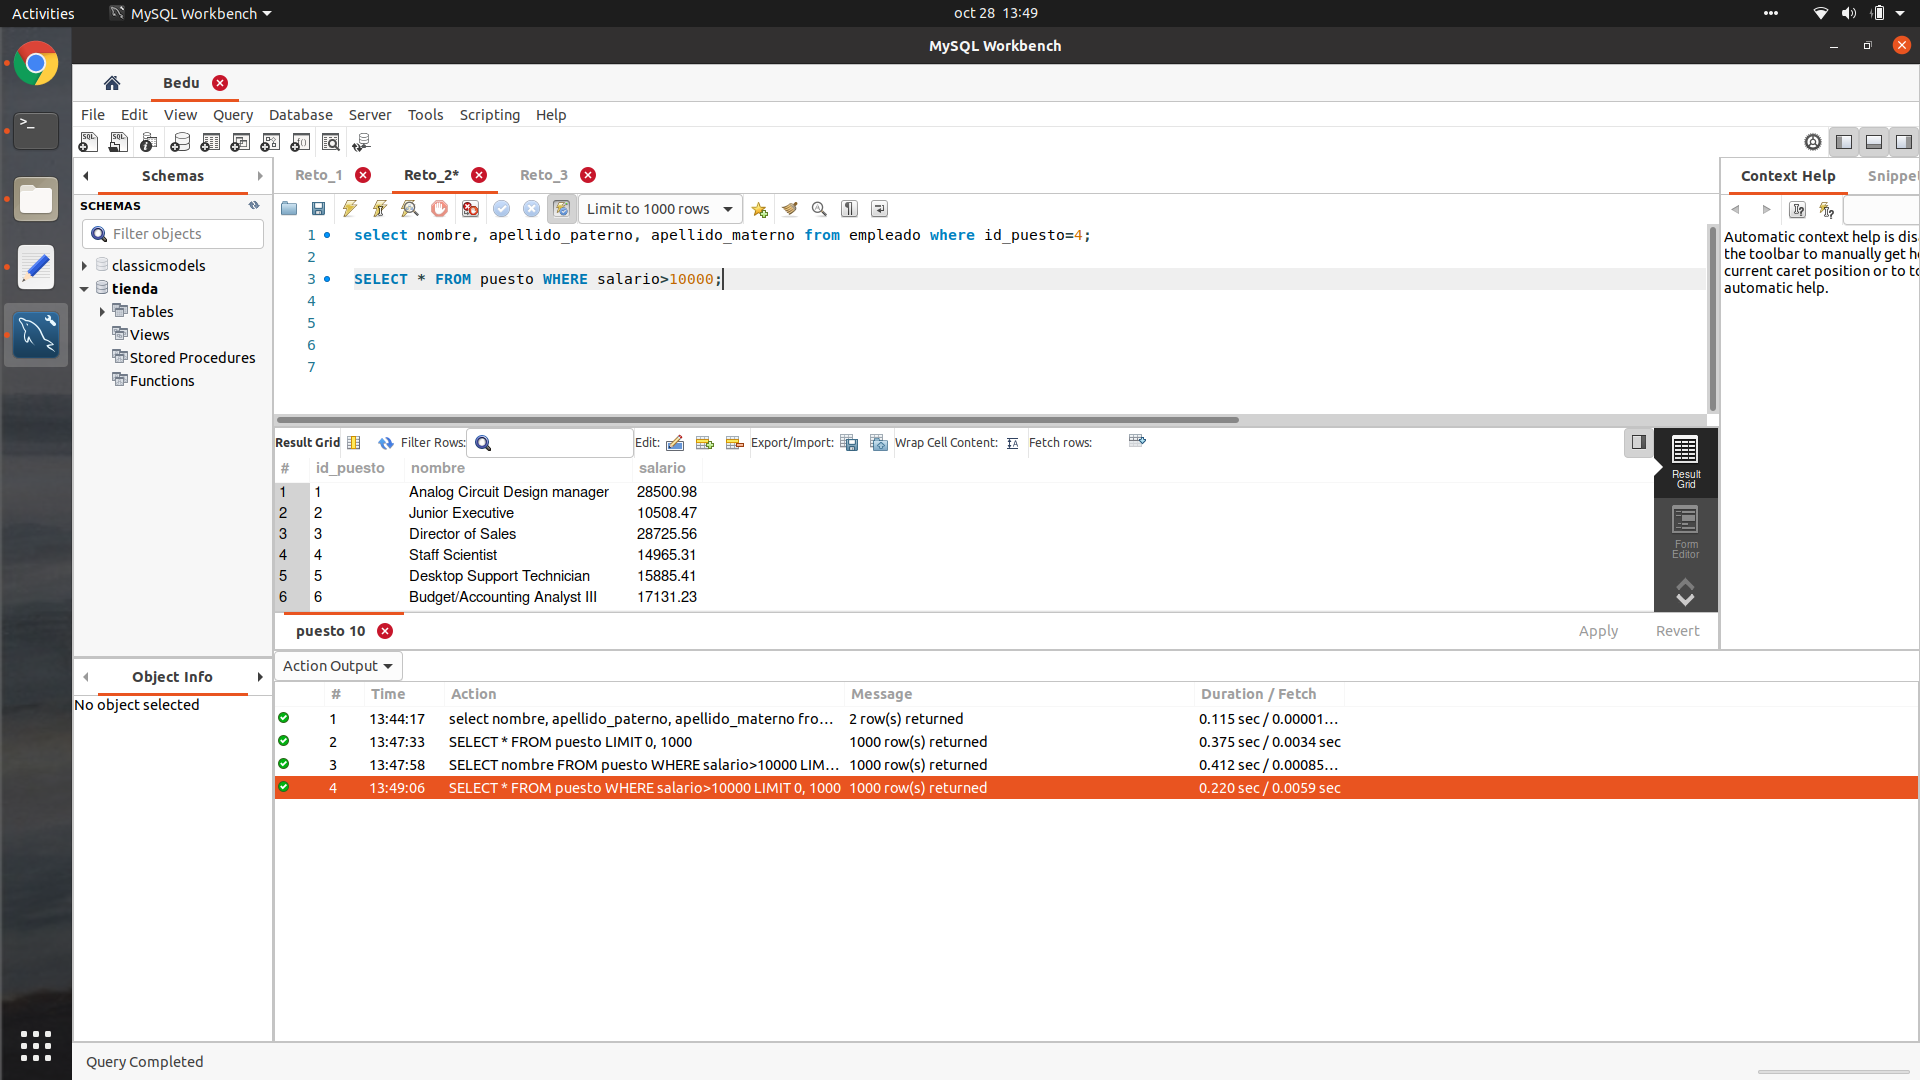 Activities MySQL Workbench oct 28 13:49
MySQL Workbench
Bedu
File Edit View Query Database Server Tools Scripting Help
Schemas Reto_1 Reto_2* Reto_3 Context Help Snippet
SCHEMAS Limit to 1000 rows
Filter objects
classicmodels
tienda
Tables
Views
Stored Procedures
Functions
1 select nombre, apellido_paterno, apellido_materno from empleado where id_puesto=4;
2
3 SELECT * FROM puesto WHERE salario>10000;
4
5
6
7
Automatic context help is dis
the toolbar to manually get he
current caret position or to to
automatic help.
Result Grid Filter Rows: Edit: Export/Import: Wrap Cell Content: Fetch rows:
# id_puesto nombre salario
1 1 Analog Circuit Design manager 28500.98
2 2 Junior Executive 10508.47
3 3 Director of Sales 28725.56
4 4 Staff Scientist 14965.31
5 5 Desktop Support Technician 15885.41
6 6 Budget/Accounting Analyst III 17131.23
Result
Grid
Form
Editor
puesto 10 Apply Revert
Object Info
No object selected
Action Output
# Time Action Message Duration / Fetch
1 13:44:17 select nombre, apellido_paterno, apellido_materno fro... 2 row(s) returned 0.115 sec / 0.00001...
2 13:47:33 SELECT * FROM puesto LIMIT 0, 1000 1000 row(s) returned 0.375 sec / 0.0034 sec
3 13:47:58 SELECT nombre FROM puesto WHERE salario>10000 LIM... 1000 row(s) returned 0.412 sec / 0.00085...
4 13:49:06 SELECT * FROM puesto WHERE salario>10000 LIMIT 0, 1000 1000 row(s) returned 0.220 sec / 0.0059 sec
Query Completed